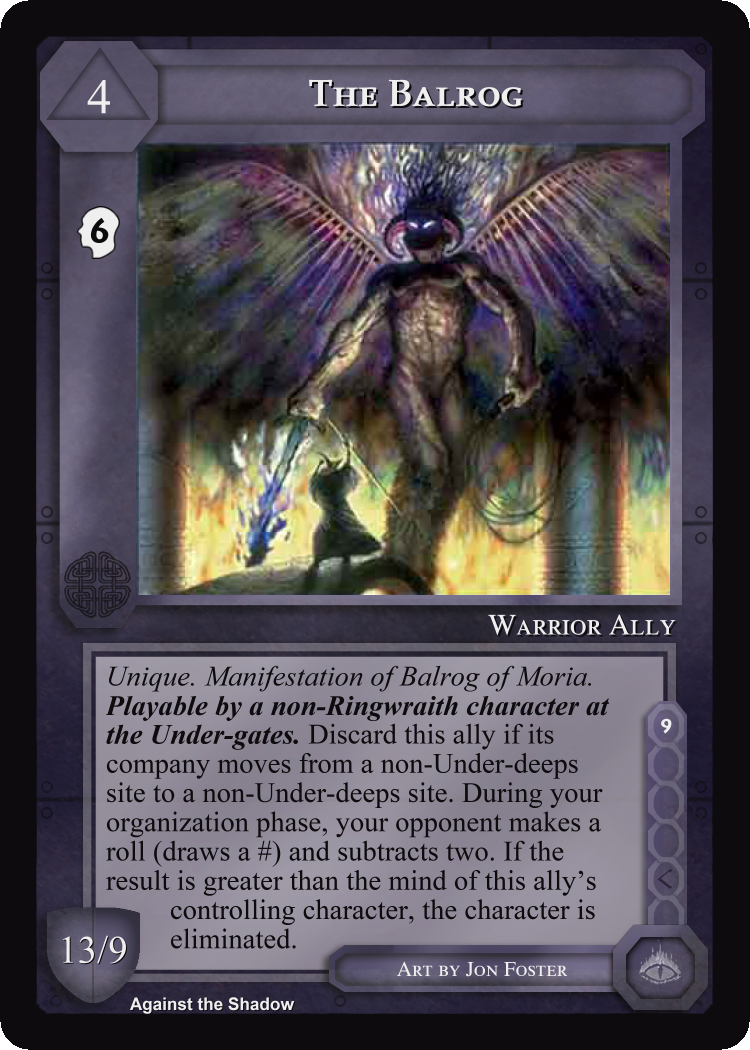 4
The Balrog
6
Warrior Ally
Unique. Manifestation of Balrog of Moria.
Playable by a non-Ringwraith character at
the Under-gates. Discard this ally if its
company moves from a non-Under-deeps
site to a non-Under-deeps site. During your
organization phase, your opponent makes a
roll (draws a #) and subtracts two. If the
result is greater than the mind of this ally's
controlling character, the character is
eliminated.
9
<
13/9
Art by Jon Foster
Against the Shadow